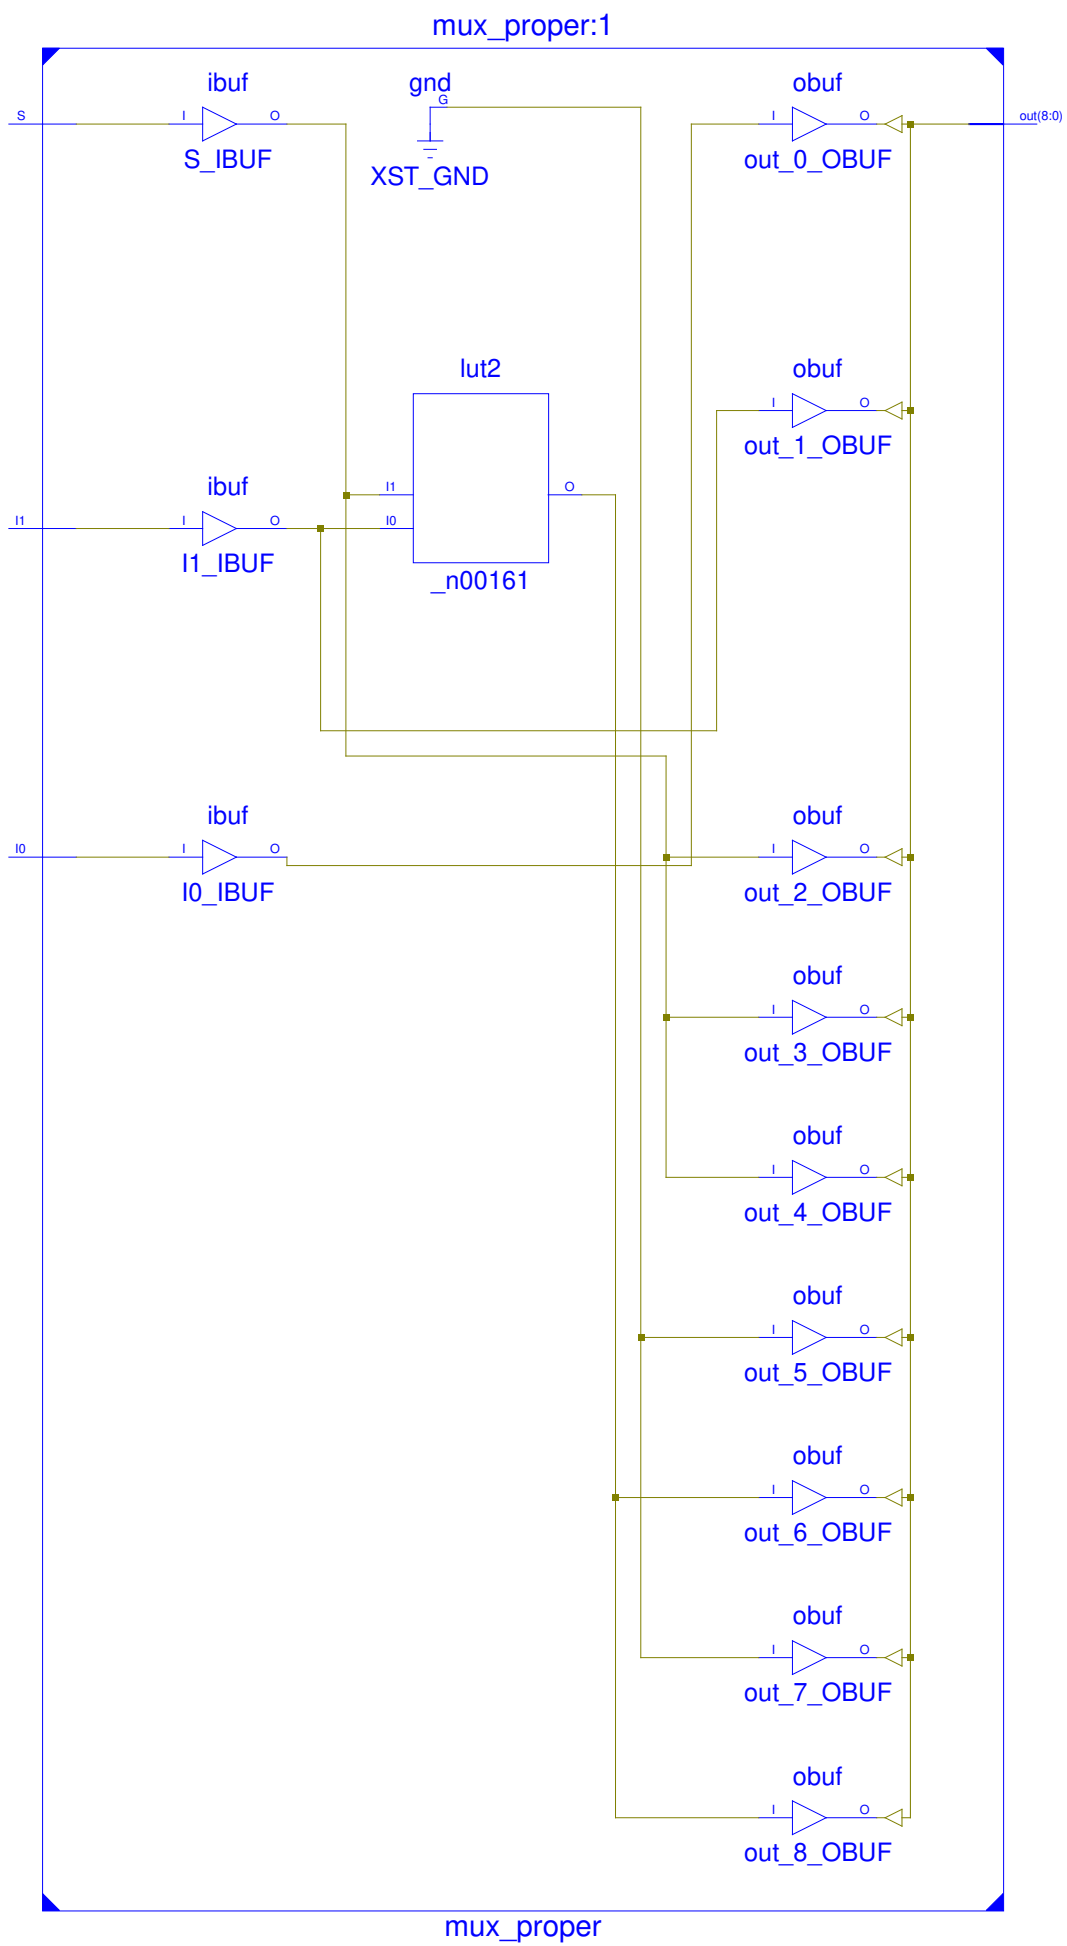 mux_proper:1
ibuf
gnd
obuf
S
I
O
G
I
O
out(8:0)
S_IBUF
XST_GND
out_0_OBUF
lut2
obuf
I
O
out_1_OBUF
ibuf
I1
O
I1
I
O
I0
I1_IBUF
_n00161
ibuf
obuf
I0
I
O
I
O
I0_IBUF
out_2_OBUF
obuf
I
O
out_3_OBUF
obuf
I
O
out_4_OBUF
obuf
I
O
out_5_OBUF
obuf
I
O
out_6_OBUF
obuf
I
O
out_7_OBUF
obuf
I
O
out_8_OBUF
mux_proper